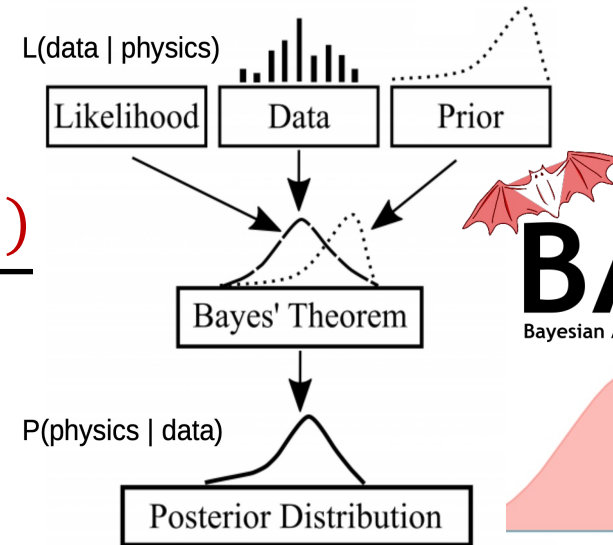 L(data | physics)
Likelihood
Data
Prior
)
BA
Bayesian
Bayes' Theorem
P(physics | data)
Posterior Distribution